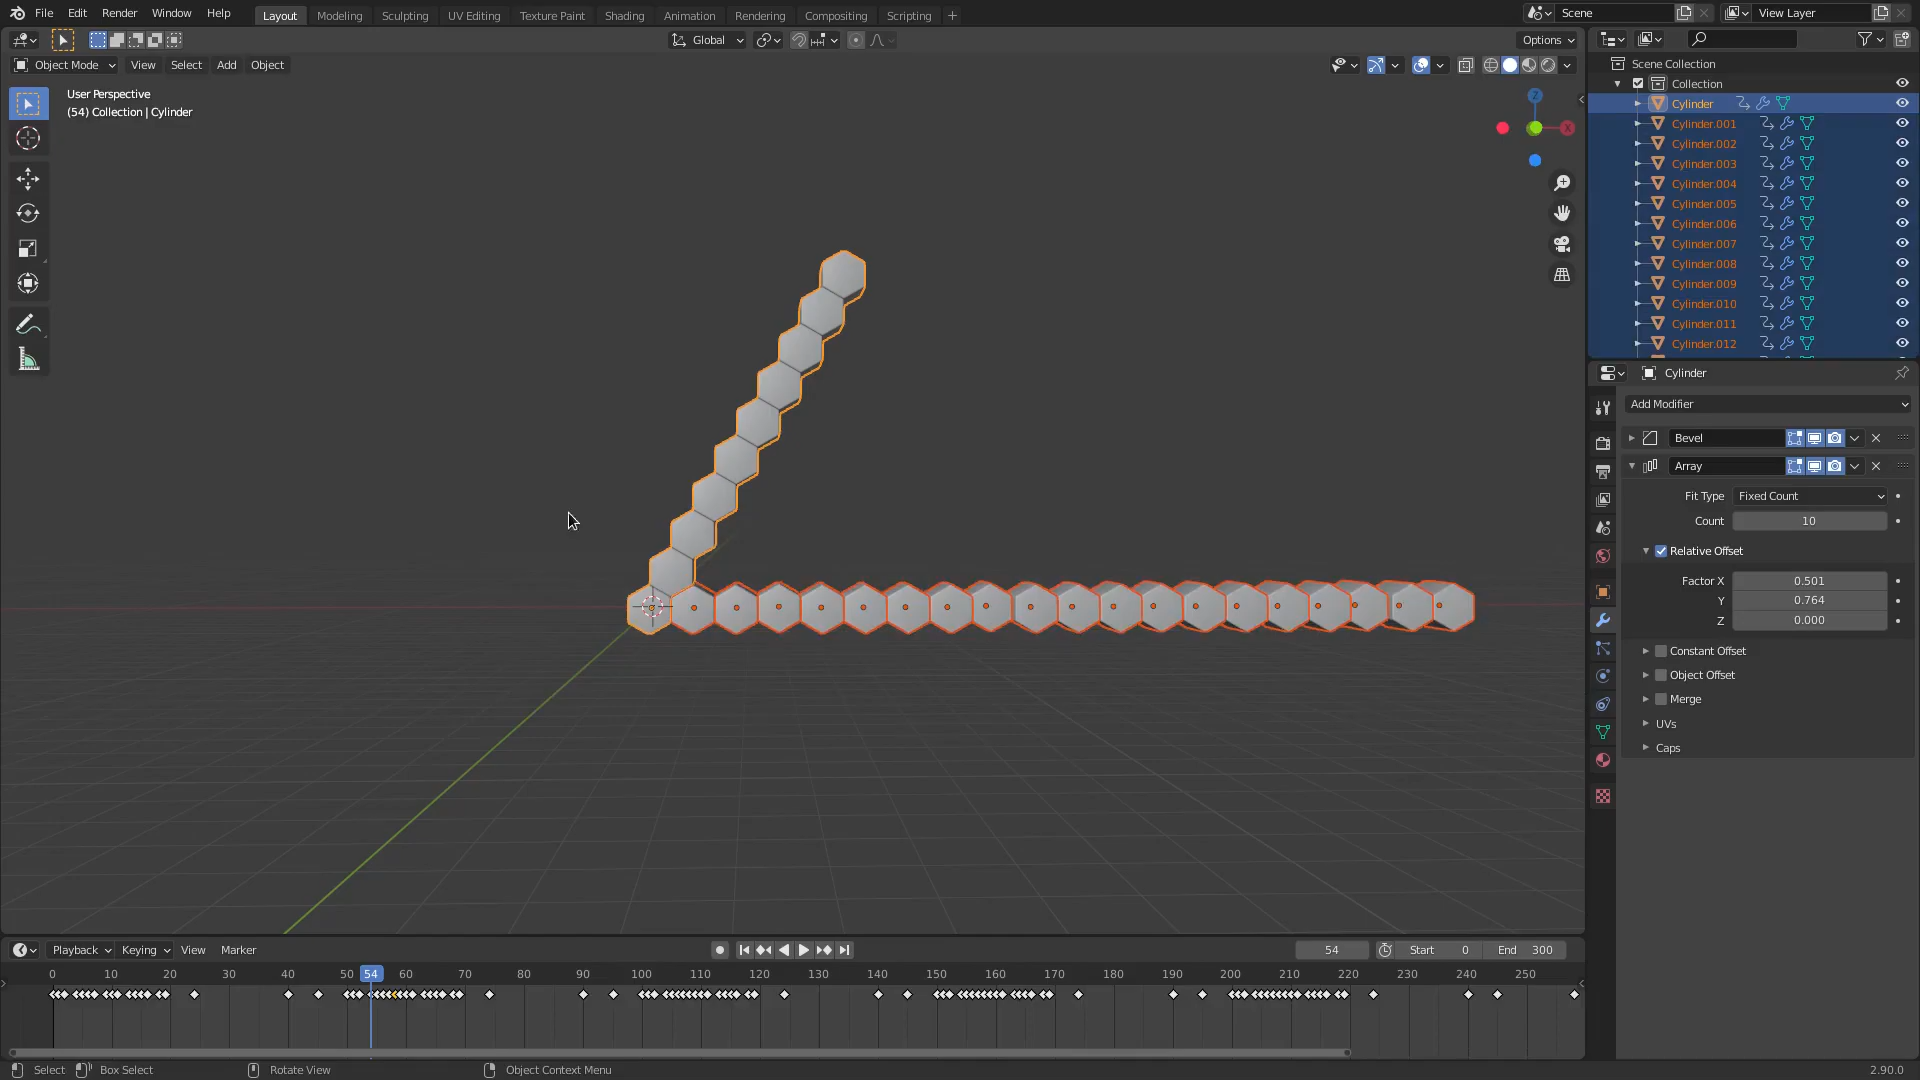 File Edit Render Window Help Layout Modeling Sculpting UV Editing Texture Paint Shading Animation Rendering Compositing Scripting + Scene View Layer
Global Options
Object Mode View Select Add Object
User Perspective
(54) Collection | Cylinder
Z
X
Scene Collection
Collection
Cylinder
Cylinder.001
Cylinder.002
Cylinder.003
Cylinder.004
Cylinder.005
Cylinder.006
Cylinder.007
Cylinder.008
Cylinder.009
Cylinder.010
Cylinder.011
Cylinder.012
Cylinder
Add Modifier
Bevel
Array
Fit Type Fixed Count
Count 10
Relative Offset
Factor X 0.501
Y 0.764
Z 0.000
Constant Offset
Object Offset
Merge
UVs
Caps
Playback Keying View Marker 54 Start 0 End 300
0 10 20 30 40 50 54 60 70 80 90 100 110 120 130 140 150 160 170 180 190 200 210 220 230 240 250
Select Box Select Rotate View Object Context Menu 2.90.0